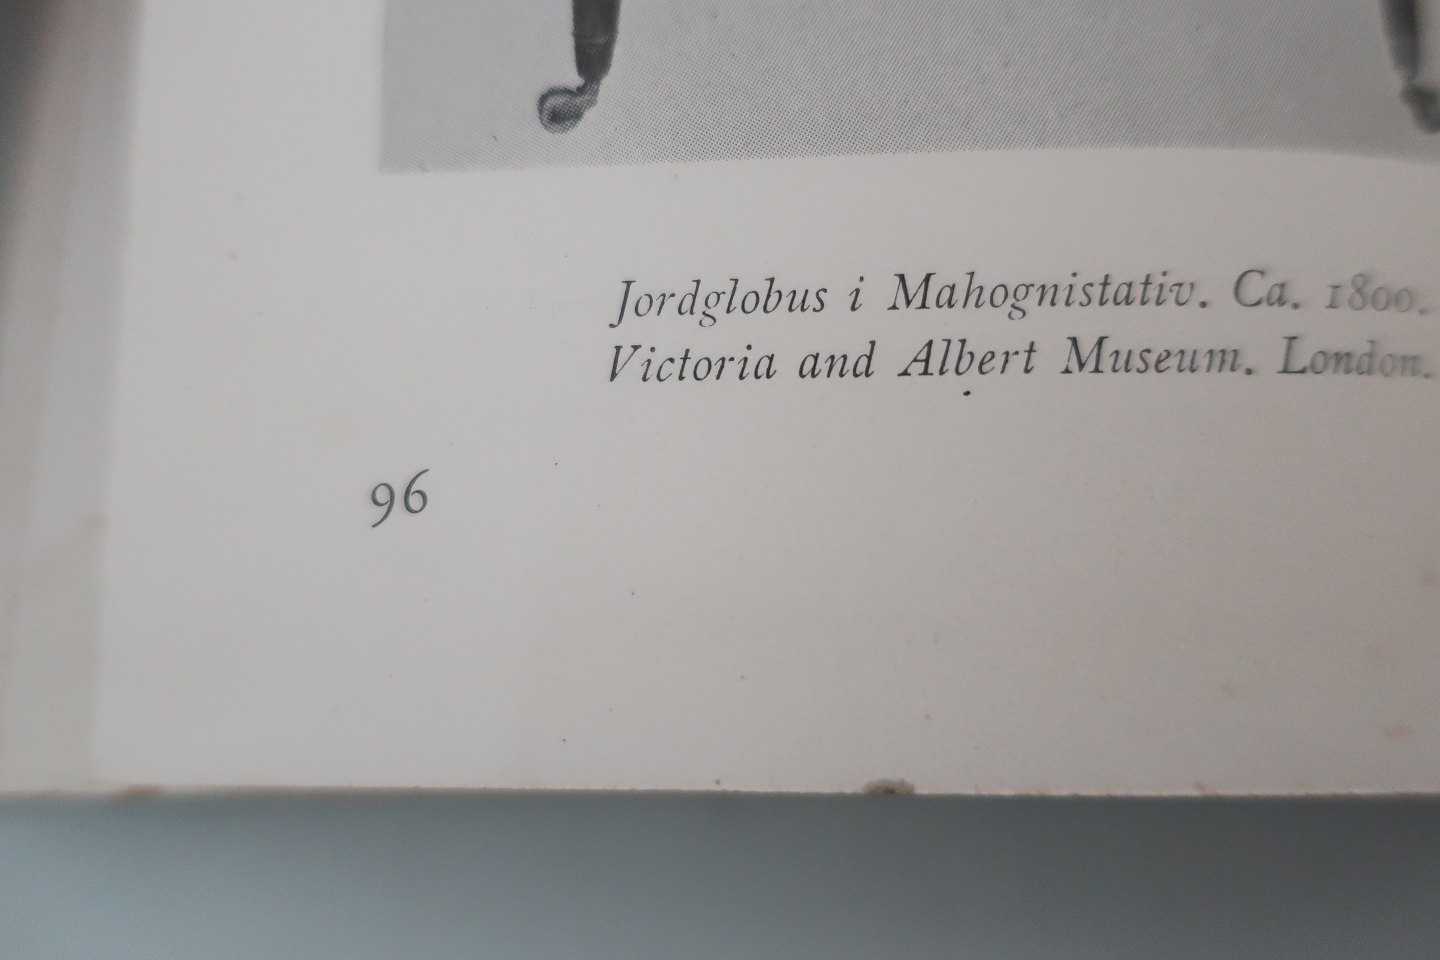 Jordglobus i Mahognistativ. Ca. 1800.
Victoria and Albert Museum. London.
96